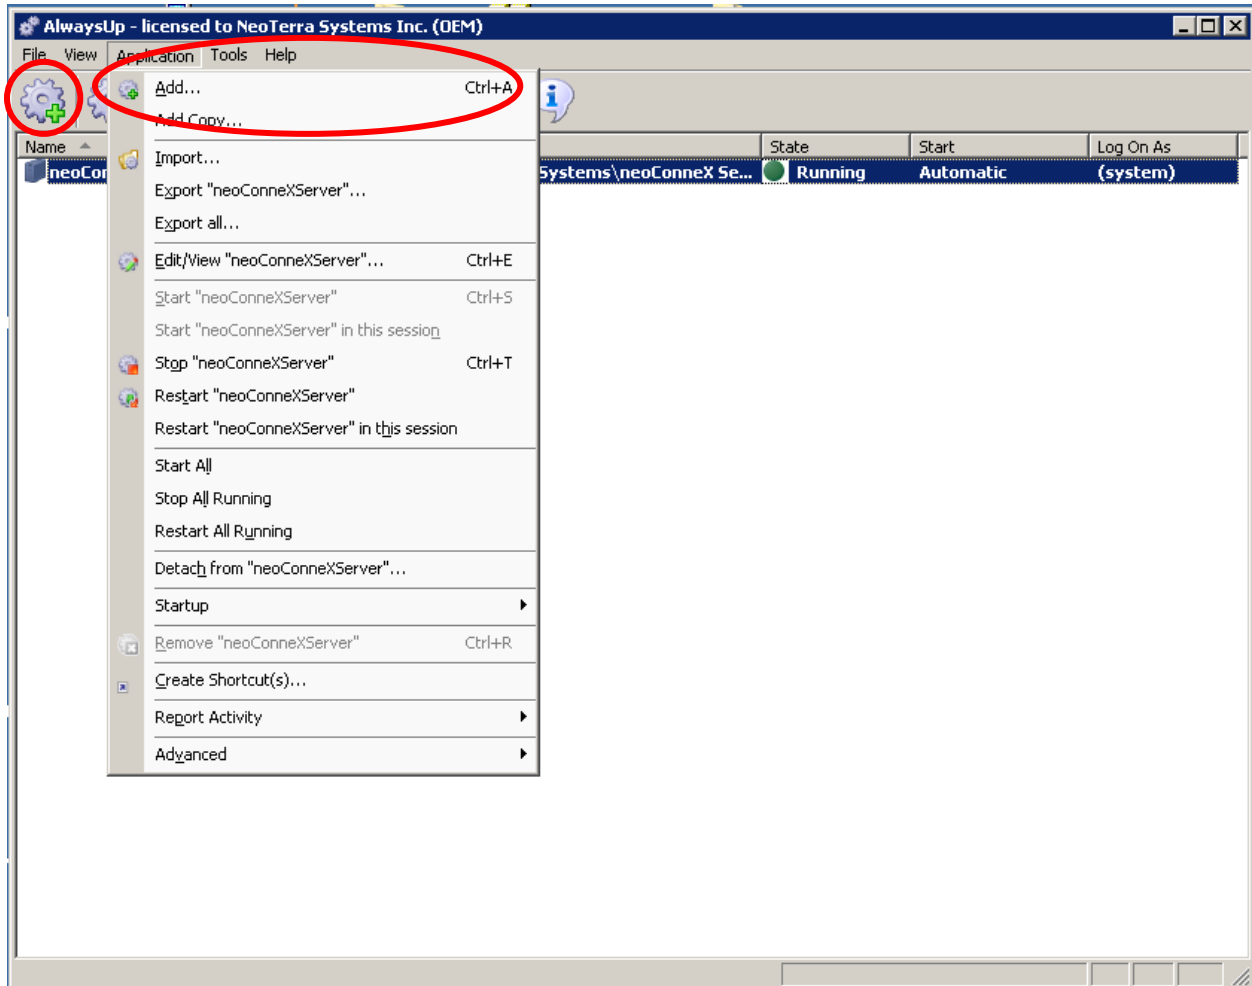 AlwaysUp - licensed to NeoTerra Systems Inc. (OEM)
File View Application Tools Help
Add... Ctrl+A
Add Copy...
Name State Start Log On As
Import...
neoCon Systems\neoConneX Se... Running Automatic (system)
Export "neoConneXServer"...
Export all...
Edit/View "neoConneXServer"... Ctrl+E
Start "neoConneXServer" Ctrl+S
Start "neoConneXServer" in this session
Stop "neoConneXServer" Ctrl+T
Restart "neoConneXServer"
Restart "neoConneXServer" in this session
Start All
Stop All Running
Restart All Running
Detach from "neoConneXServer"...
Startup
Remove "neoConneXServer" Ctrl+R
Create Shortcut(s)...
Report Activity
Advanced